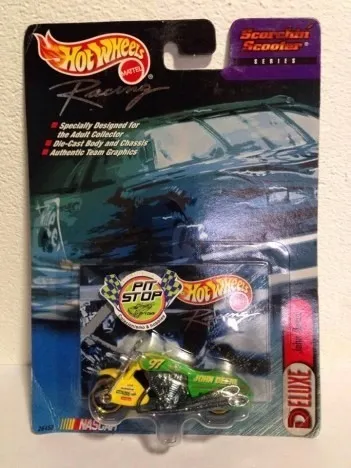 Hot Wheels
MATTEL
Racing
Scorchin'
Scooter
SERIES
Specially Designed for
the Adult Collector
Die-Cast Body and Chassis
Authentic Team Graphics
PIT
STOP
Hot Wheels
Racing
97
JOHN DEERE
DELUXE
NASCAR